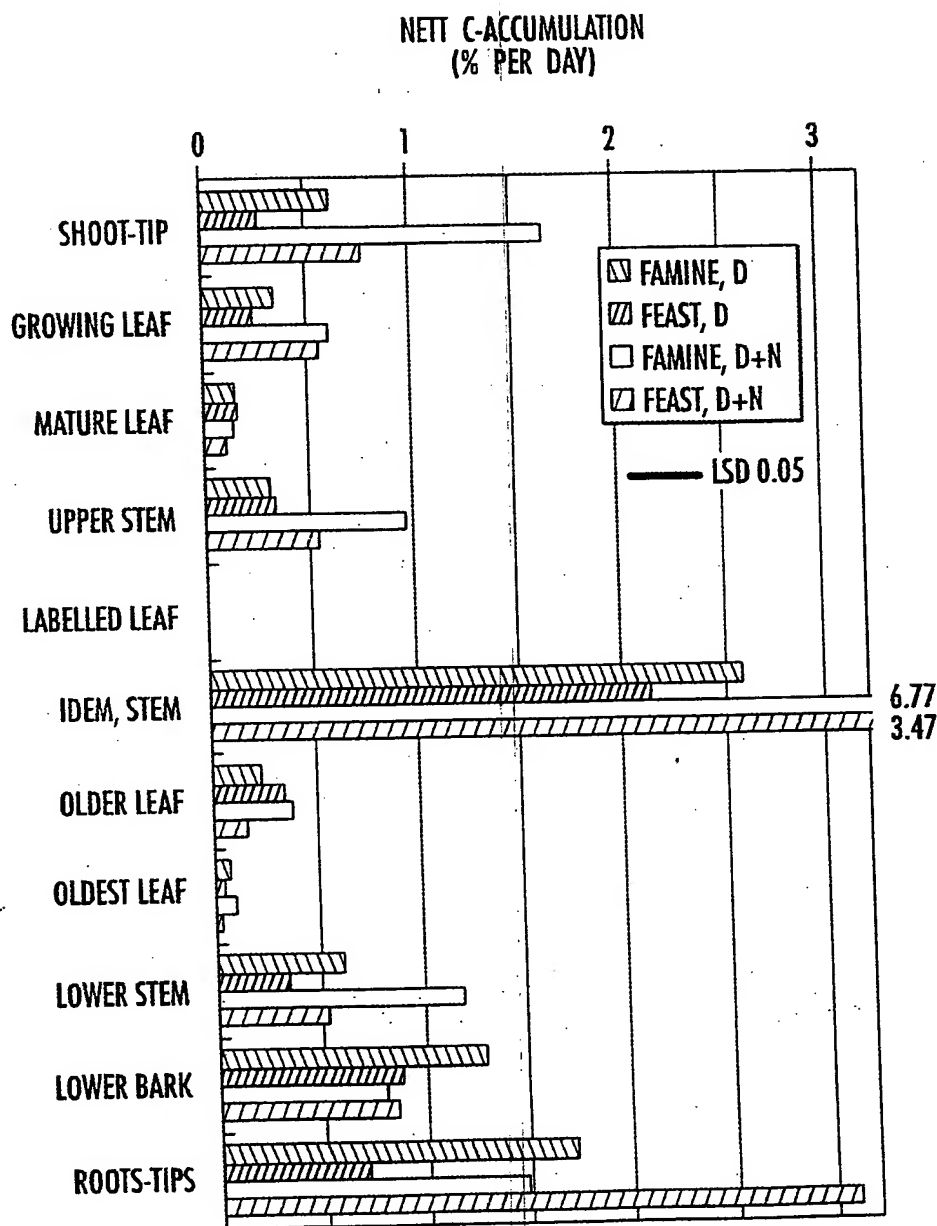 NETT C-ACCUMULATION
(% PER DAY)
0 1 2 3
SHOOT-TIP
GROWING LEAF
MATURE LEAF
UPPER STEM
LABELLED LEAF
IDEM, STEM
OLDER LEAF
OLDEST LEAF
LOWER STEM
LOWER BARK
ROOTS-TIPS
FAMINE, D
FEAST, D
FAMINE, D+N
FEAST, D+N
LSD 0.05
6.77
3.47